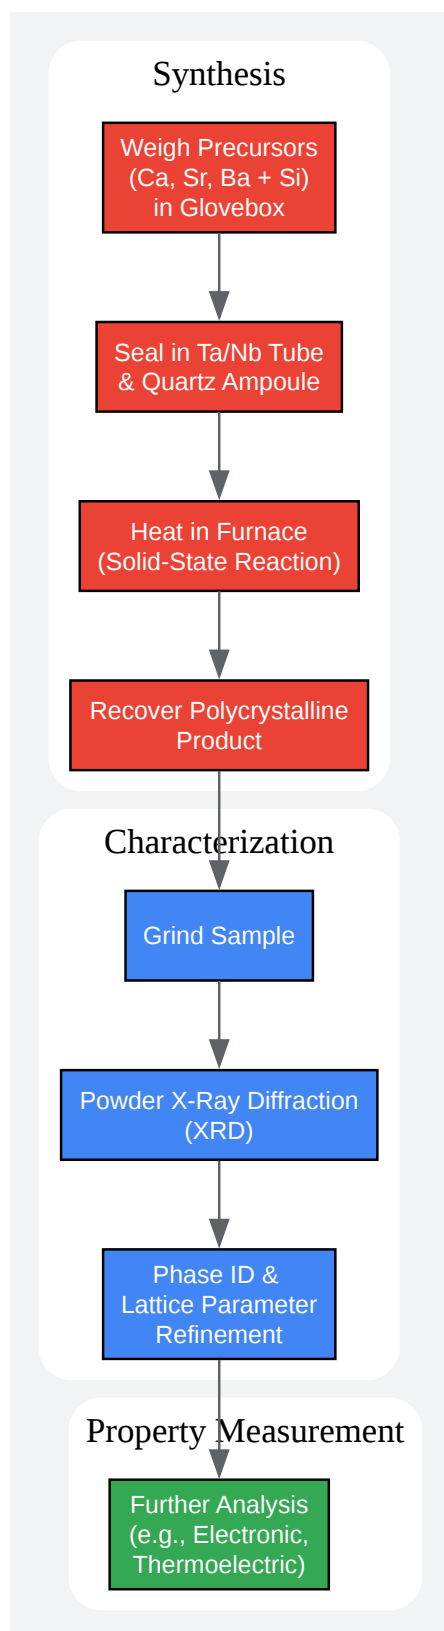 Synthesis
Weigh Precursors
(Ca, Sr, Ba + Si)
in Glovebox
Seal in Ta/Nb Tube
& Quartz Ampoule
Heat in Furnace
(Solid-State Reaction)
Recover Polycrystalline
Product
Characterization
Grind Sample
Powder X-Ray Diffraction
(XRD)
Phase ID &
Lattice Parameter
Refinement
Property Measurement
Further Analysis
(e.g., Electronic,
Thermoelectric)